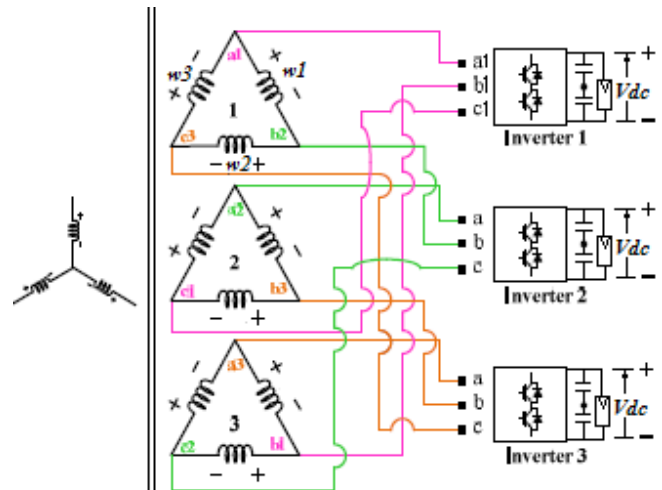 w3 a1 w1
1
c3 b2
− w2 +
a2
2
c1 b3
− +
a3
3
c2 b1
− +
a1
b1
c1
Inverter 1
+
Vdc
−
a
b
c
Inverter 2
+
Vdc
−
a
b
c
Inverter 3
+
Vdc
−